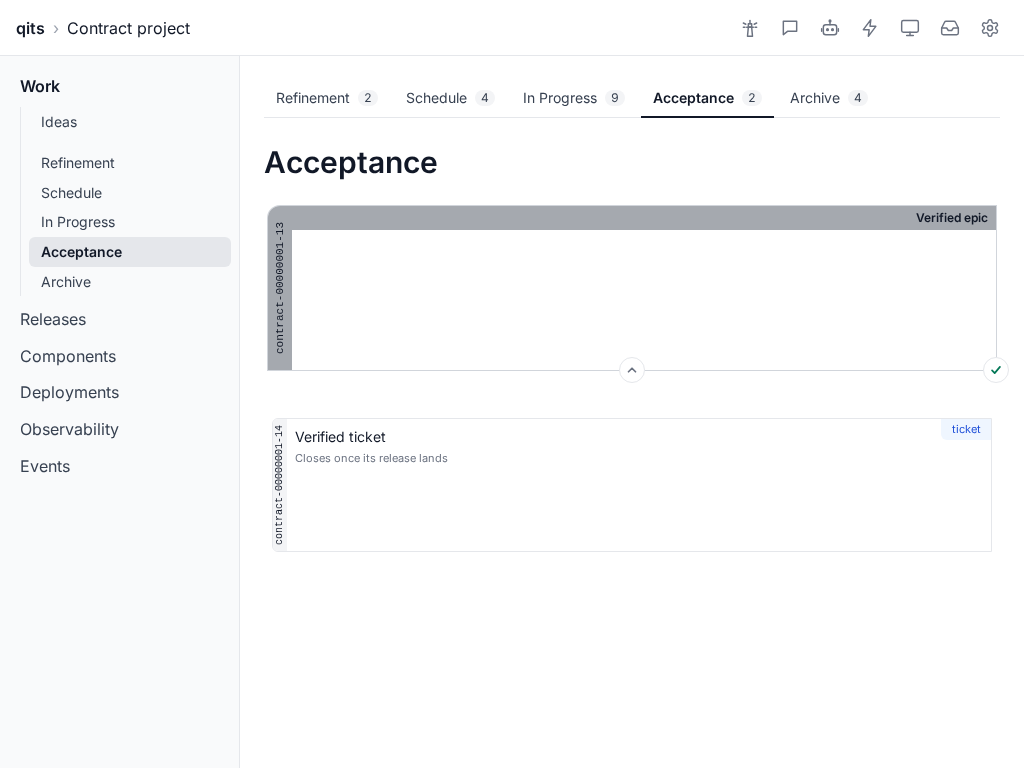 qits › Contract project
Work
Ideas
Refinement
Schedule
In Progress
Acceptance
Archive
Releases
Components
Deployments
Observability
Events
Refinement 2 Schedule 4 In Progress 9 Acceptance 2 Archive 4
Acceptance
Verified epic
contract-00000001-13
contract-00000001-14
Verified ticket
ticket
Closes once its release lands